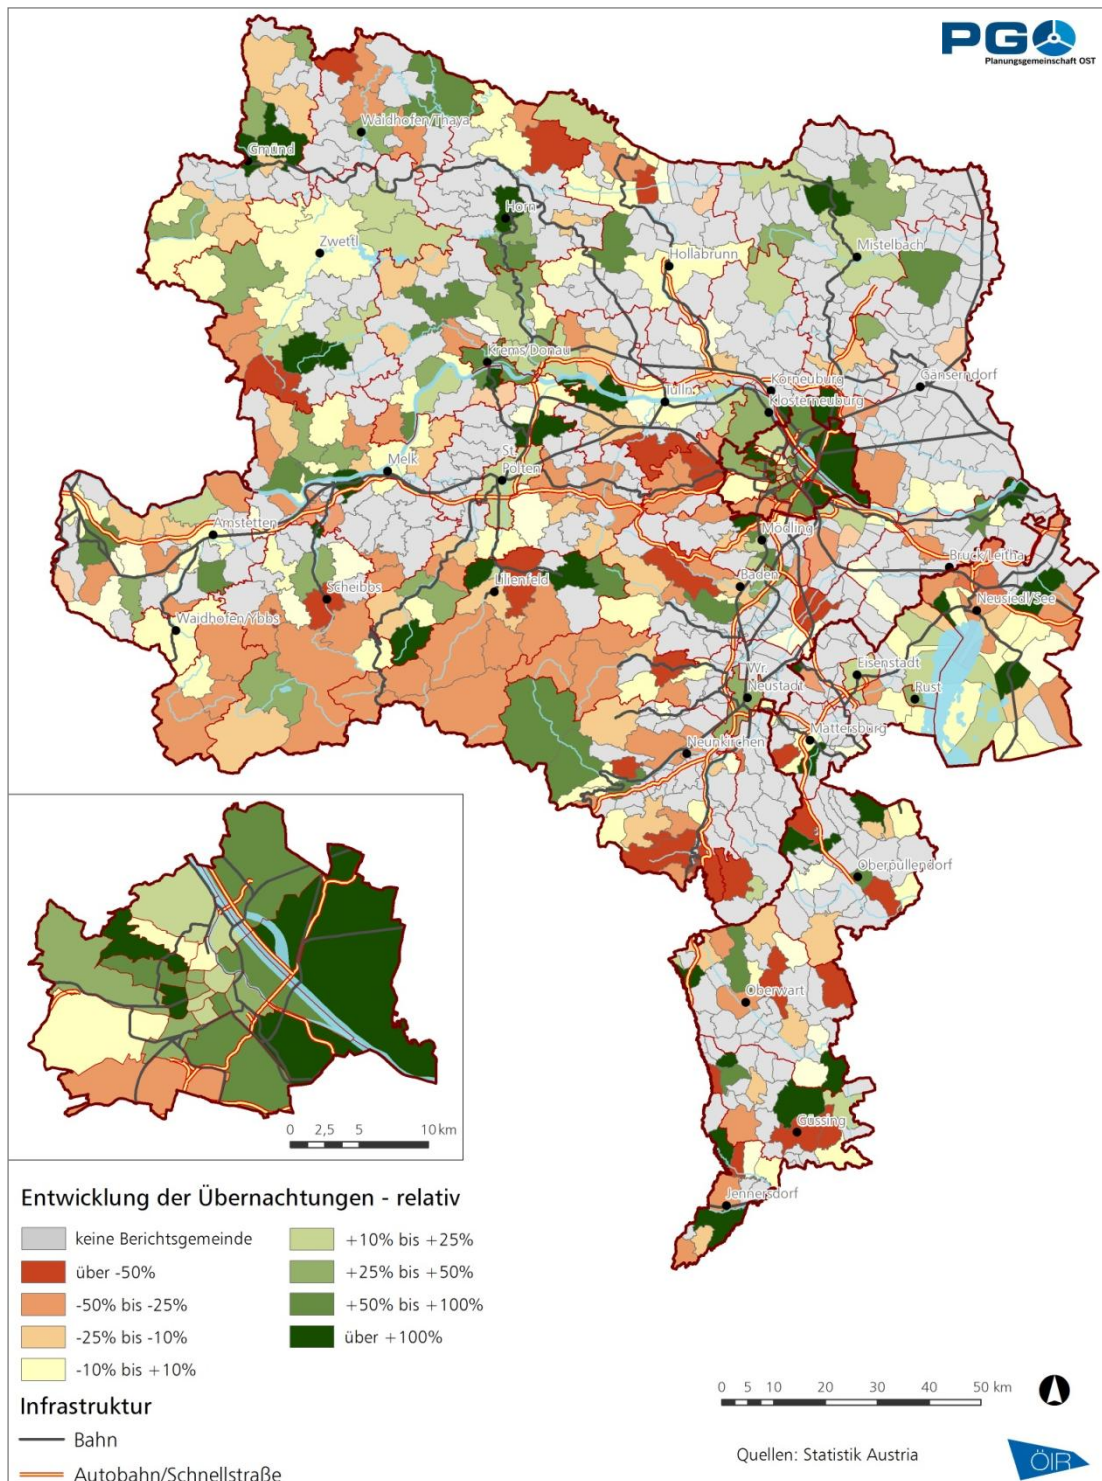 PGO
Planungsgemeinschaft OST
Waidhofen/Thaya
Gmünd
Horn
Zwettl
Hollabrunn
Mistelbach
Krems/Donau
Korneuburg
Gänserndorf
Tulln
Klosterneuburg
Melk
St.
Pölten
Amstetten
Mödling
Bruck/Leitha
Scheibbs
Lilienfeld
Baden
Neusiedl/See
Waidhofen/Ybbs
Wr.
Neustadt
Eisenstadt
Rust
Neunkirchen
Mattersburg
Oberpullendorf
Oberwart
Güssing
Jennersdorf
0 2,5 5 10 km
Entwicklung der Übernachtungen - relativ
keine Berichtsgemeinde
über -50%
-50% bis -25%
-25% bis -10%
-10% bis +10%
+10% bis +25%
+25% bis +50%
+50% bis +100%
über +100%
Infrastruktur
Bahn
Autobahn/Schnellstraße
0 5 10 20 30 40 50 km
Quellen: Statistik Austria
ÖIR